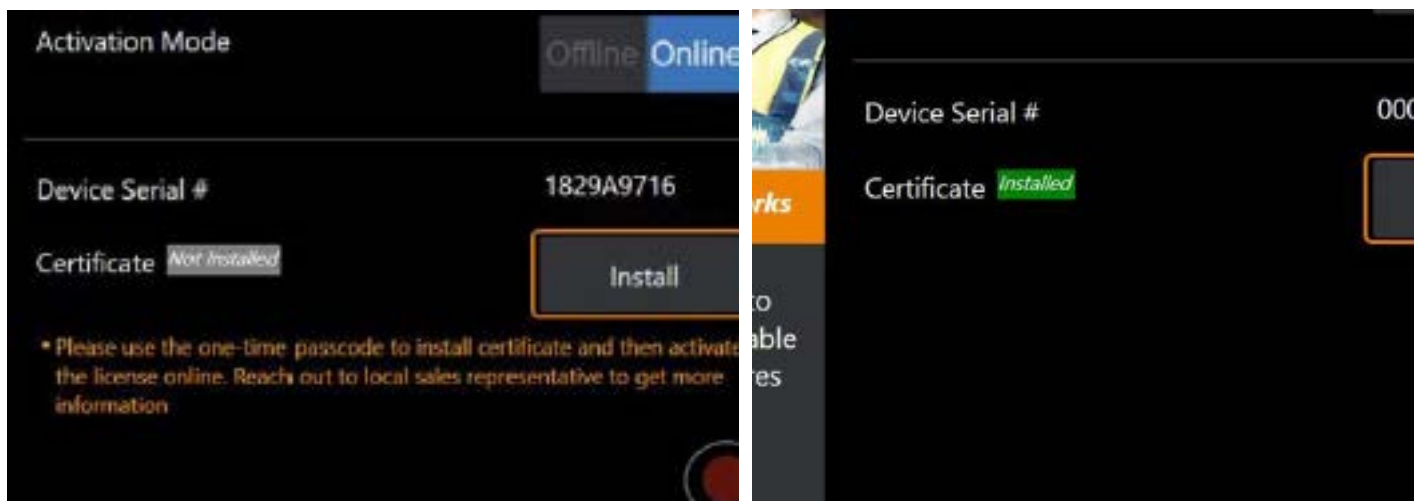 Activation Mode
Offline Online
Device Serial # 1829A9716
Certificate Not Installed
Install
* Please use the one-time passcode to install certificate and then activate
the license online. Reach out to local sales representative to get more
information
Device Serial # 000
Certificate Installed
rks
to
able
res